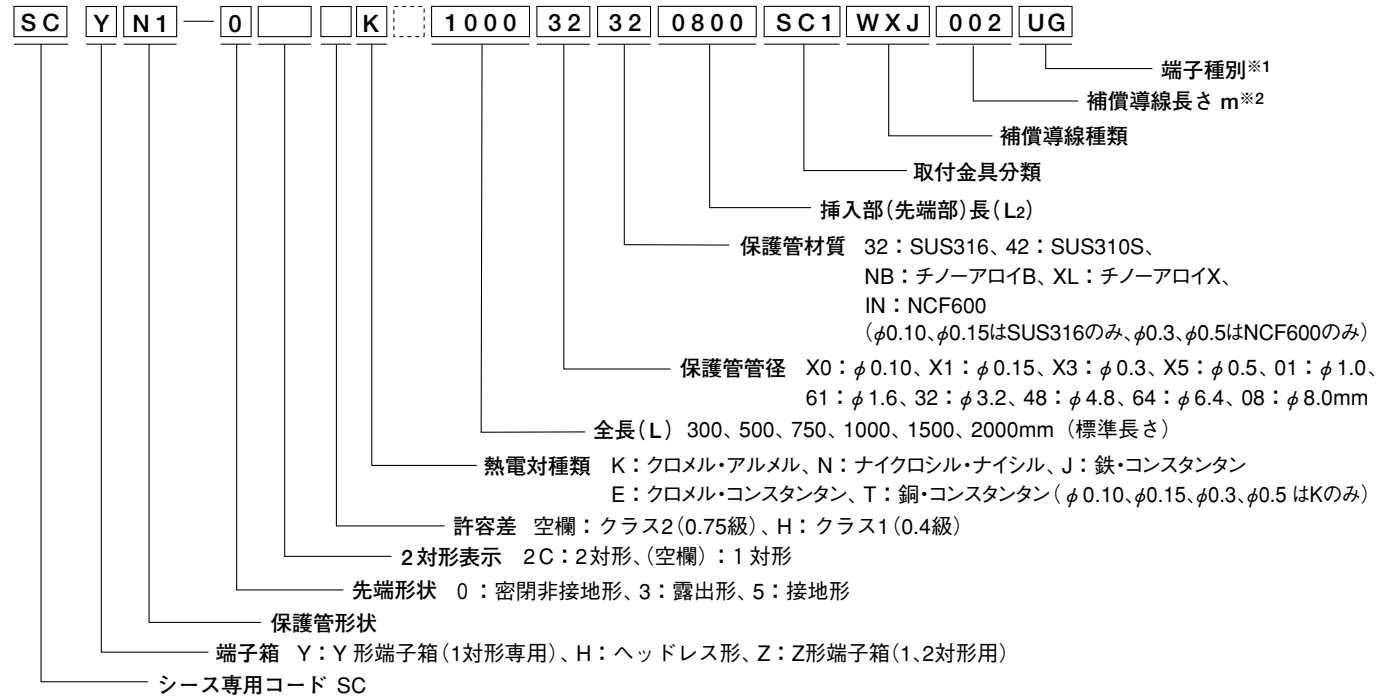 SC Y N1 — 0 K 1000 32 32 0800 SC1 WXJ 002 UG
端子種別※1
補償導線長さ m※2
補償導線種類
取付金具分類
挿入部(先端部)長(L2)
保護管材質 32：SUS316、42：SUS310S、
NB：チノーアロイB、XL：チノーアロイX、
IN：NCF600
(φ0.10、φ0.15はSUS316のみ、φ0.3、φ0.5はNCF600のみ)
保護管管径 X0：φ0.10、X1：φ0.15、X3：φ0.3、X5：φ0.5、01：φ1.0、
61：φ1.6、32：φ3.2、48：φ4.8、64：φ6.4、08：φ8.0mm
全長(L) 300、500、750、1000、1500、2000mm (標準長さ)
熱電対種類 K：クロメル・アルメル、N：ナイクロシル・ナイシル、J：鉄・コンスタンタン
E：クロメル・コンスタンタン、T：銅・コンスタンタン(φ0.10、φ0.15、φ0.3、φ0.5 はKのみ)
許容差 空欄：クラス2(0.75級)、H：クラス1(0.4級)
2対形表示 2C：2対形、(空欄)：1対形
先端形状 0：密閉非接地形、3：露出形、5：接地形
保護管形状
端子箱 Y：Y形端子箱(1対形専用)、H：ヘッドレス形、Z：Z形端子箱(1、2対形用)
シース専用コード SC